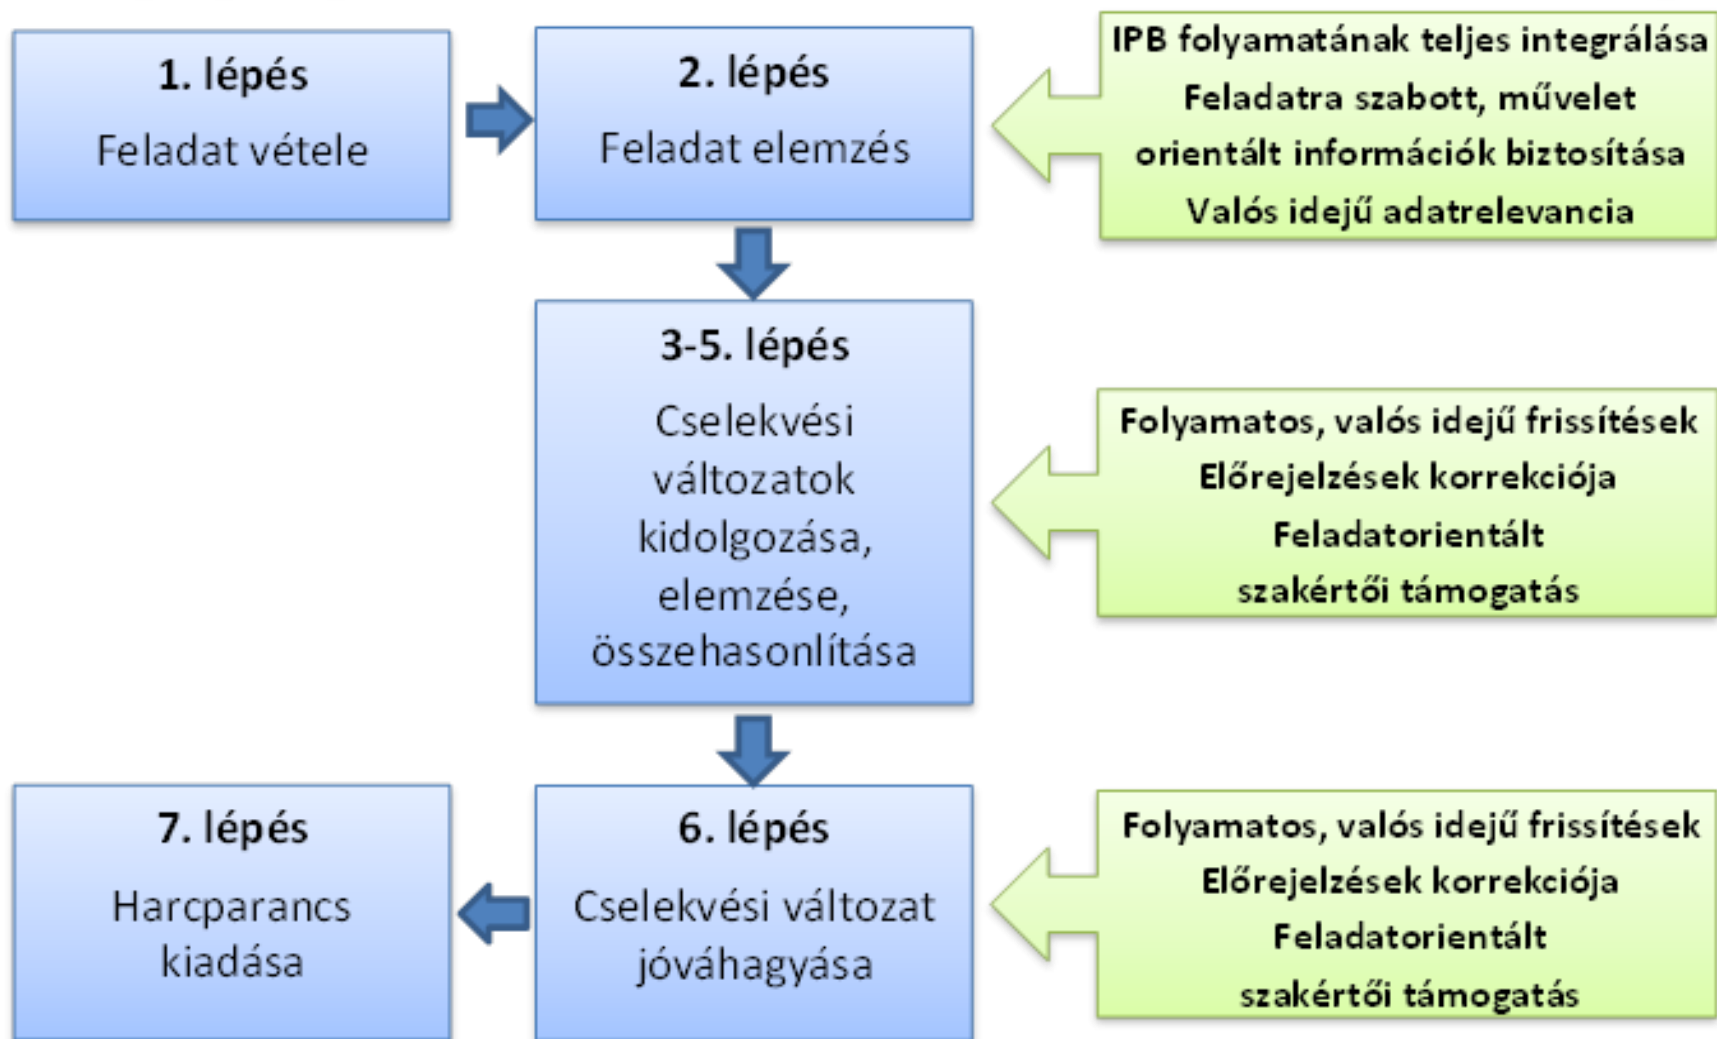 1. lépés
Feladat vétele
2. lépés
Feladat elemzés
IPB folyamatának teljes integrálása
Feladatra szabott, művelet
orientált információk biztosítása
Valós idejű adatrelevancia
3-5. lépés
Cselekvési
változatok
kidolgozása,
elemzése,
összehasonlítása
Folyamatos, valós idejű frissítések
Előrejelzések korrekciója
Feladatorientált
szakértői támogatás
6. lépés
Cselekvési változat
jóváhagyása
Folyamatos, valós idejű frissítések
Előrejelzések korrekciója
Feladatorientált
szakértői támogatás
7. lépés
Harcparancs
kiadása